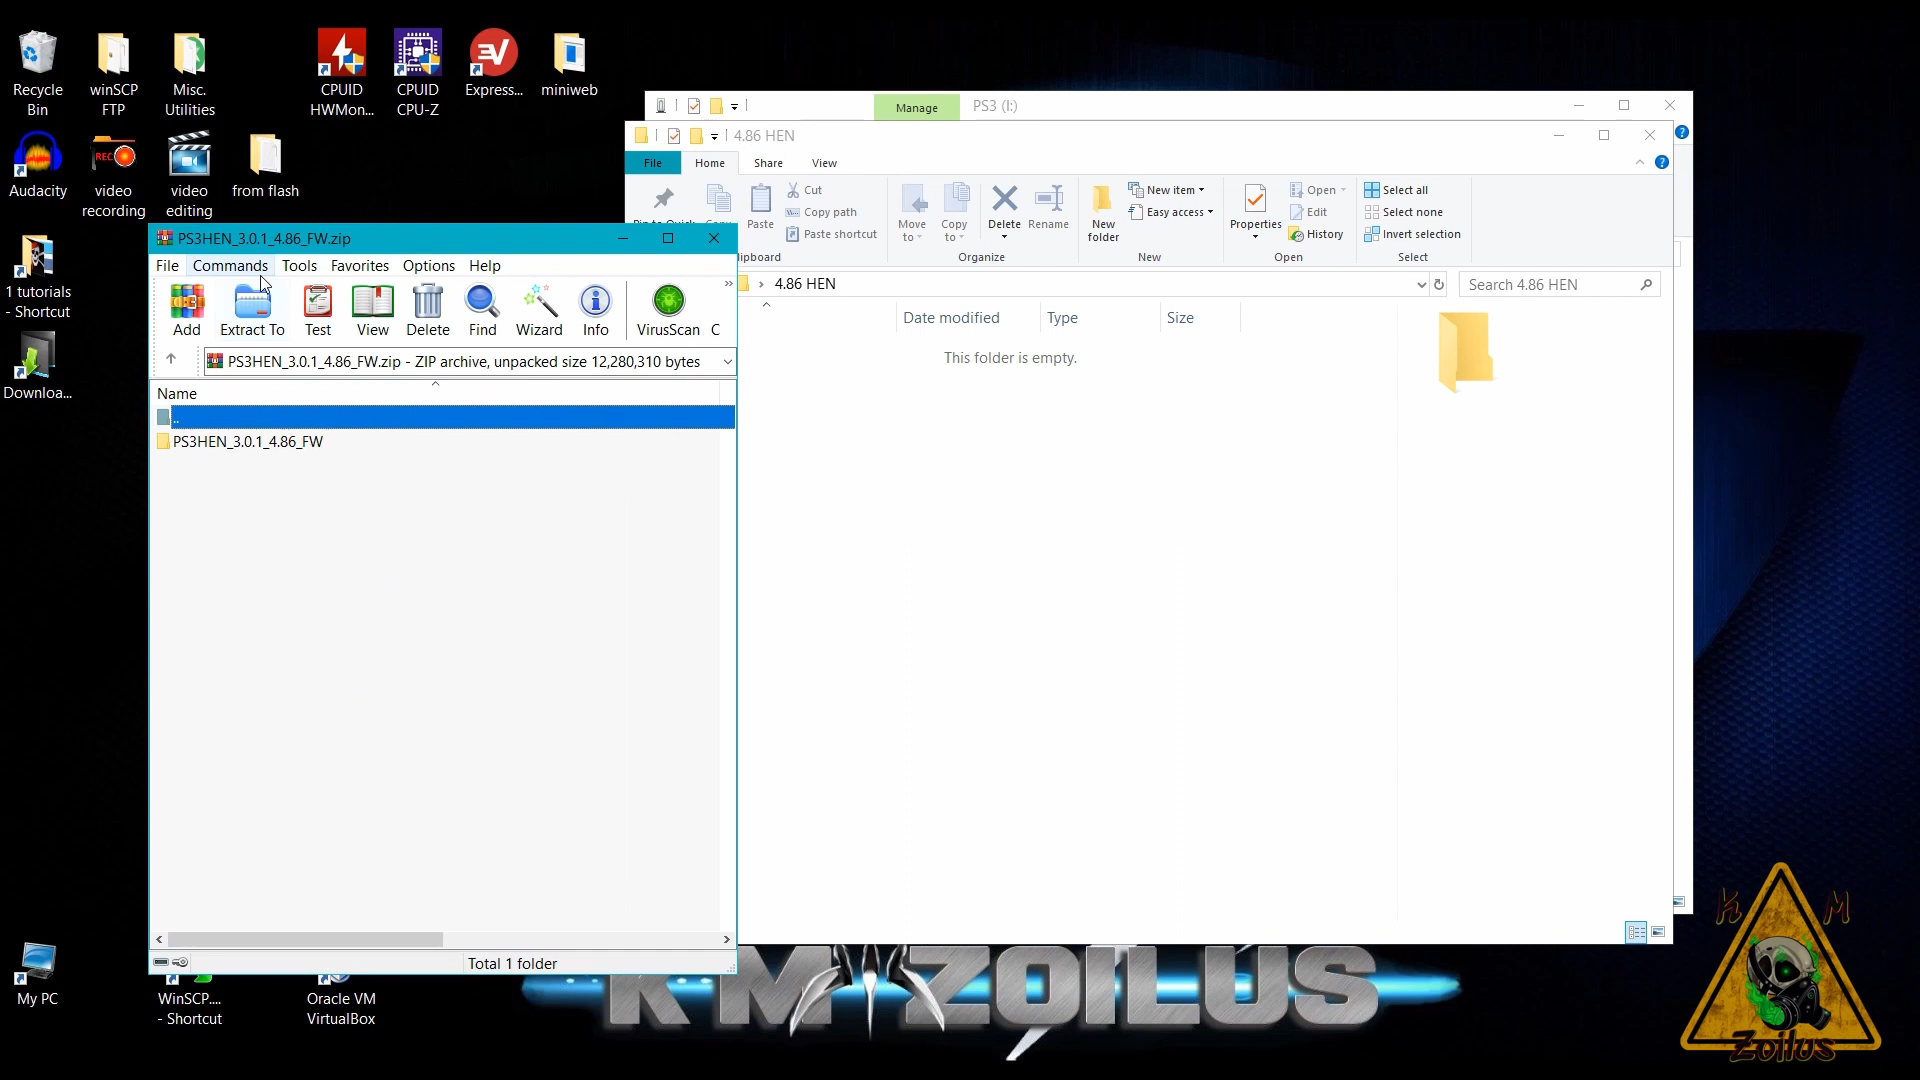 Recycle
Bin
winSCP
FTP
Misc.
Utilities
CPUID
HWMon...
CPUID
CPU-Z
Express...
miniweb
Audacity
REC
video
recording
video
editing
from flash
1 tutorials
- Shortcut
Downloa...
My PC
WinSCP....
- Shortcut
Oracle VM
VirtualBox
Manage
PS3 (I:)
4.86 HEN
File
Home
Share
View
Paste
Cut
Copy path
Paste shortcut
Move
to
Copy
to
Delete
Rename
New
folder
New item
Easy access
Properties
Open
Edit
History
Select all
Select none
Invert selection
Organize
New
Open
Select
4.86 HEN
Search 4.86 HEN
Date modified
Type
Size
This folder is empty.
PS3HEN_3.0.1_4.86_FW.zip
File
Commands
Tools
Favorites
Options
Help
Add
Extract To
Test
View
Delete
Find
Wizard
Info
VirusScan
C
PS3HEN_3.0.1_4.86_FW.zip - ZIP archive, unpacked size 12,280,310 bytes
Name
..
PS3HEN_3.0.1_4.86_FW
Total 1 folder
KM ZOILUS
K M
Zoilus